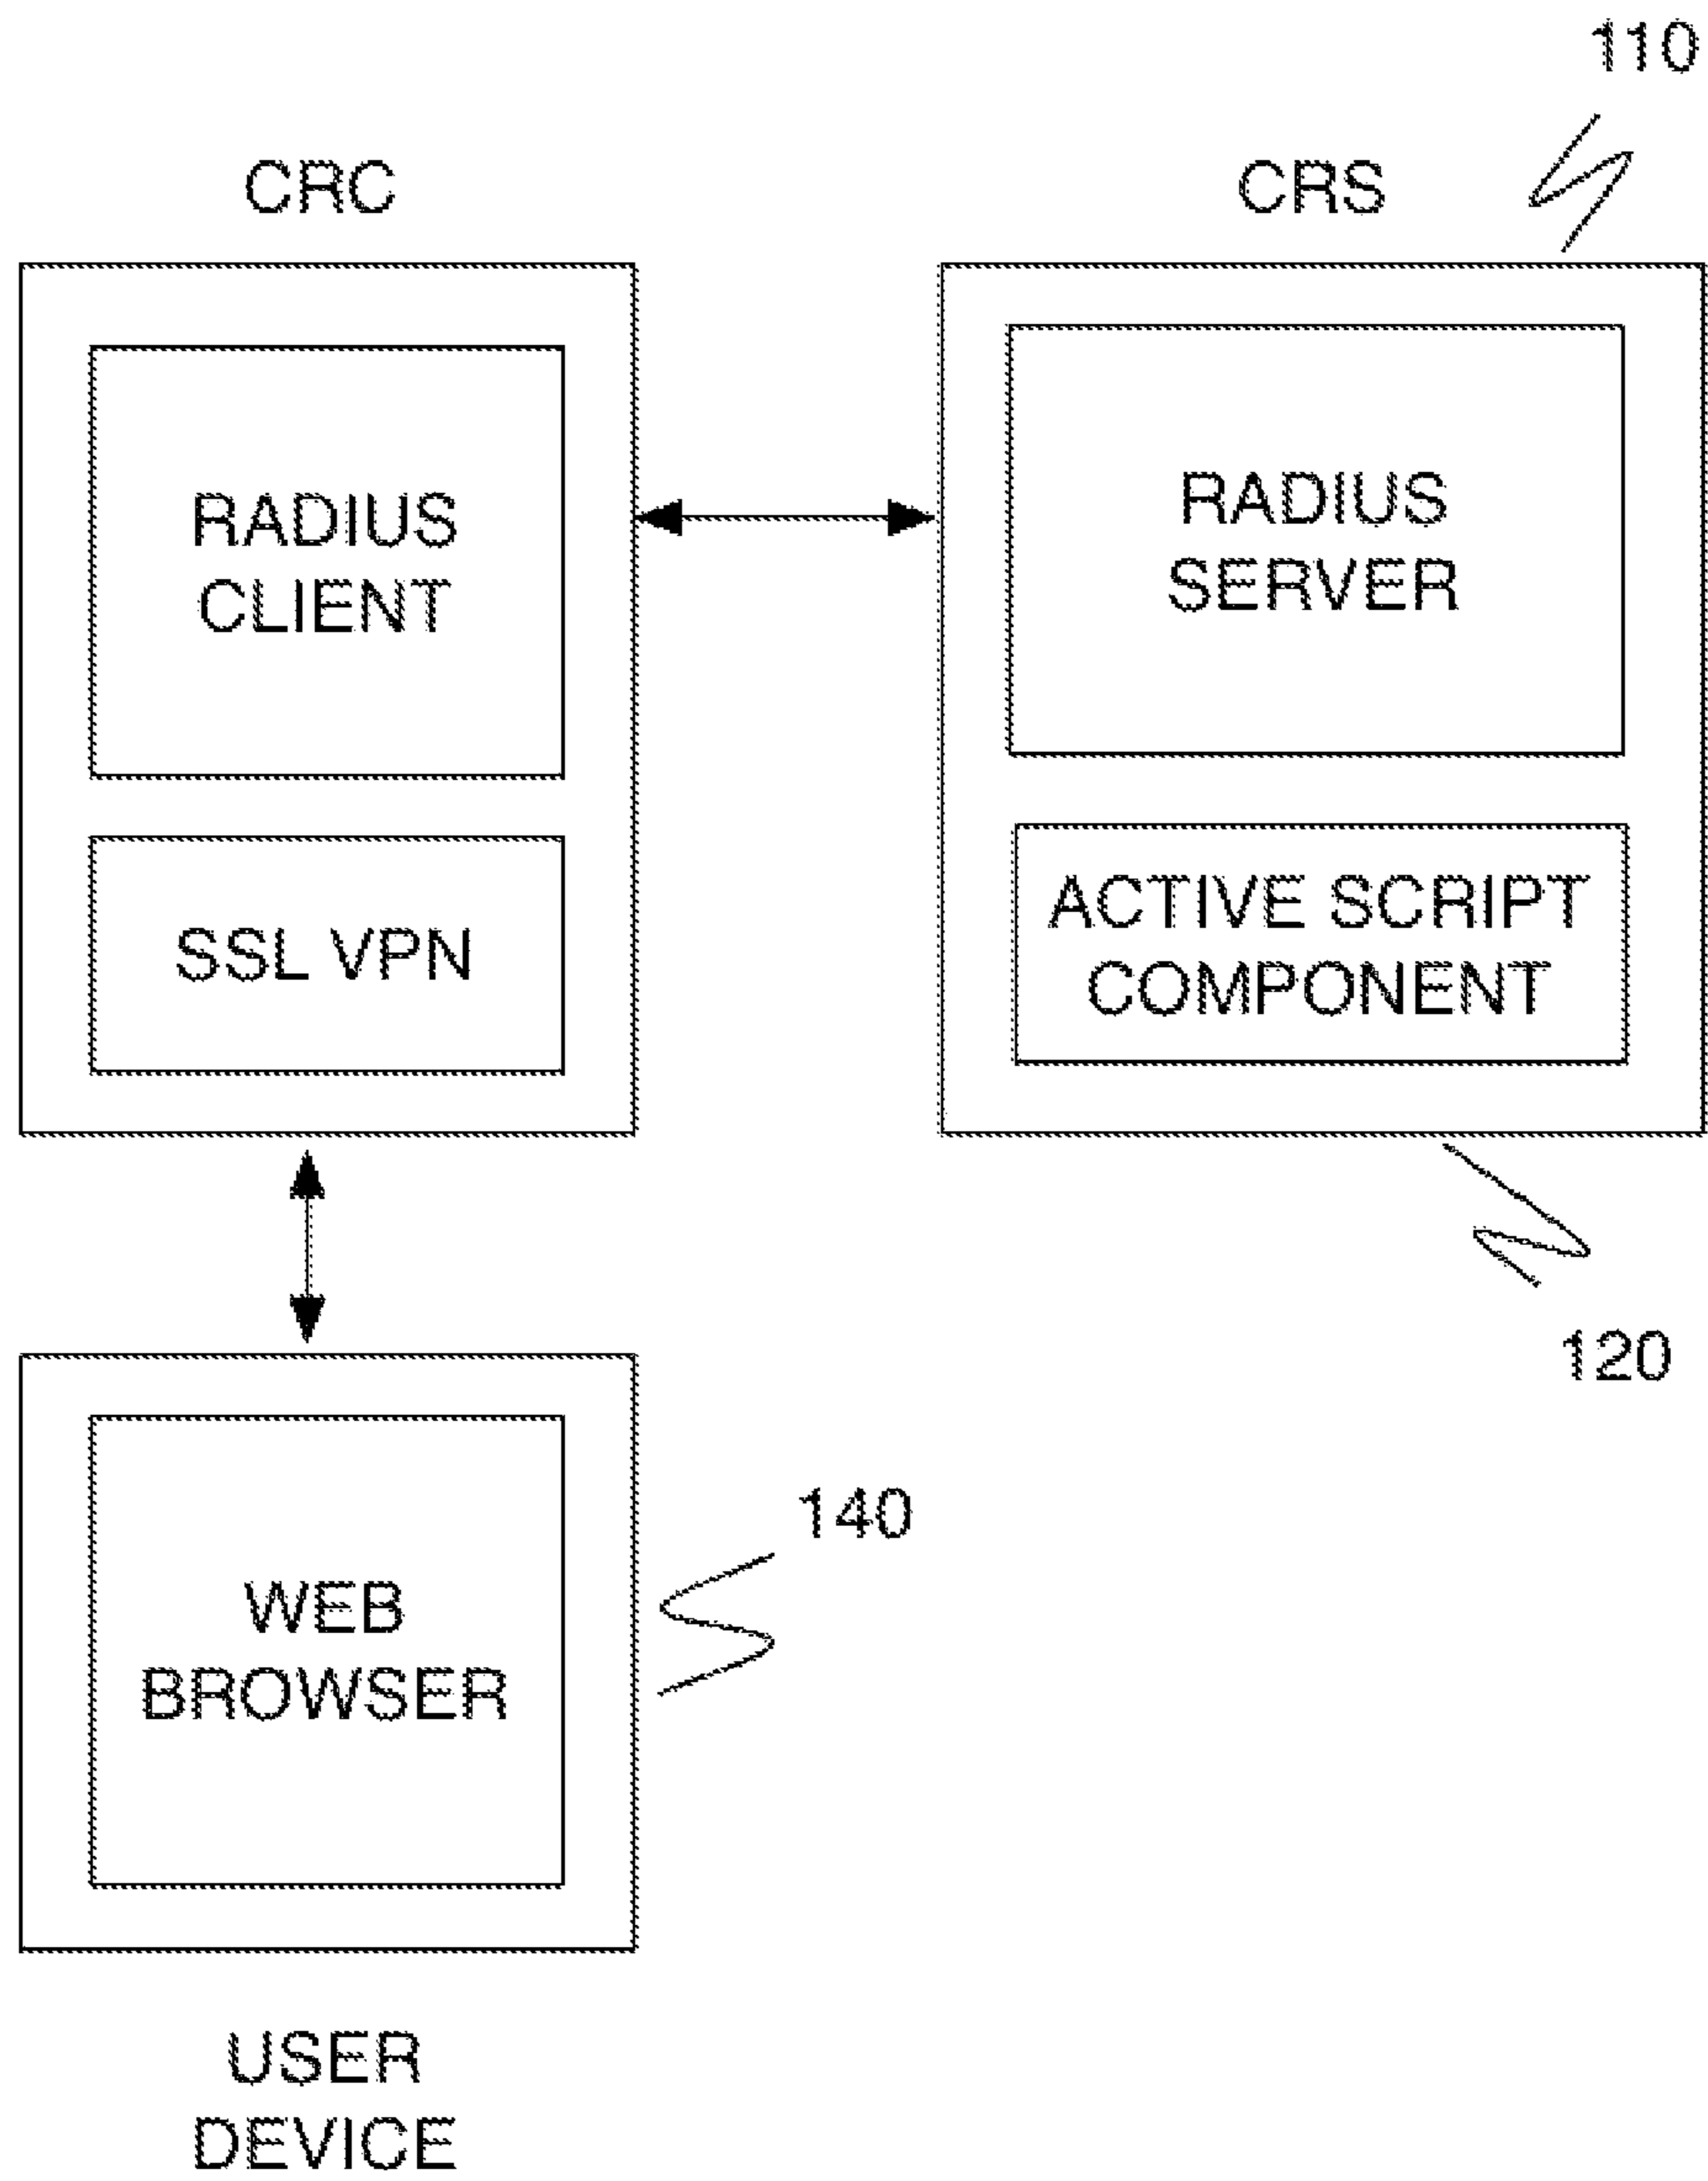 110
CRC
CRS
RADIUS
CLIENT
RADIUS
SERVER
SSL VPN
ACTIVE SCRIPT
COMPONENT
120
140
WEB
BROWSER
USER
DEVICE